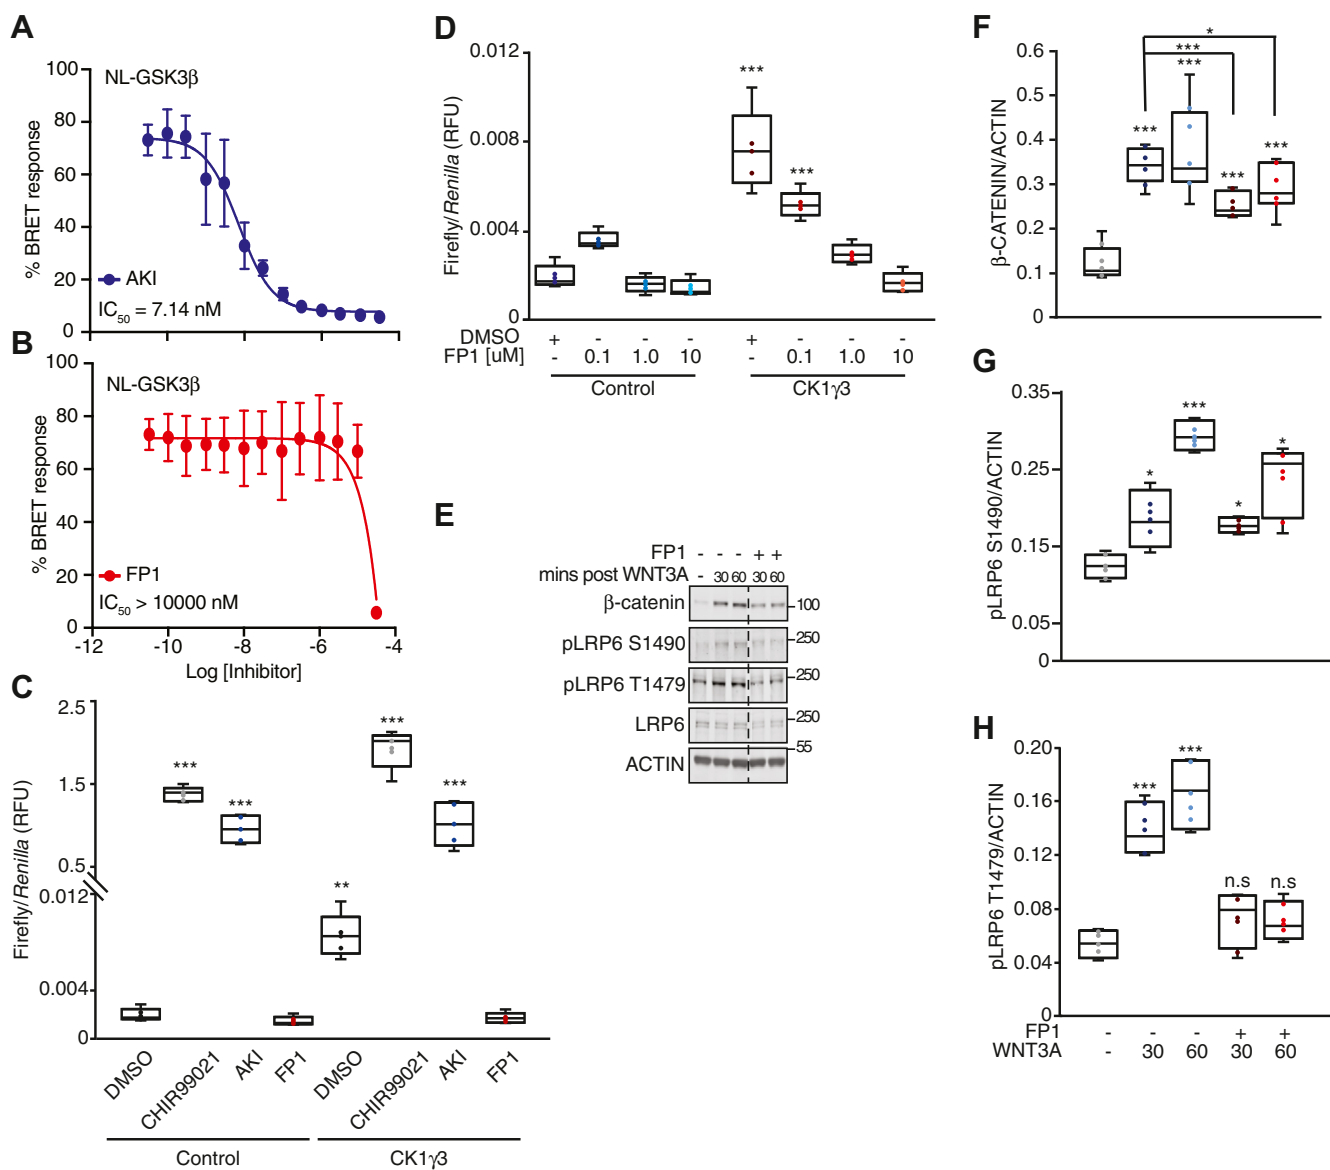 A
NL-GSK3β
% BRET response
100
80
60
40
20
0
AKI
IC50 = 7.14 nM
B
NL-GSK3β
% BRET response
100
80
60
40
20
0
FP1
IC50 > 10000 nM
-12 -10 -8 -6 -4
Log [Inhibitor]
C
Firefly/Renilla (RFU)
2.5
1.5
0.5
0.012
0.004
0
*** *** ** *** ***
DMSO CHIR99021 AKI FP1 DMSO CHIR99021 AKI FP1
Control CK1γ3
D
Firefly/Renilla (RFU)
0.012
0.008
0.004
0
*** ***
DMSO + - - - + - - -
FP1 [uM] - 0.1 1.0 10 - 0.1 1.0 10
Control CK1γ3
E
FP1 - - - + +
mins post WNT3A - 30 60 30 60
β-catenin 100
pLRP6 S1490 250
pLRP6 T1479 250
LRP6 250
55
ACTIN
F
β-CATENIN/ACTIN
0.6
0.5
0.4
0.3
0.2
0.1
0
*
***
*** *** *** ***
G
pLRP6 S1490/ACTIN
0.35
0.25
0.15
0.05
0
* *** * *
H
pLRP6 T1479/ACTIN
0.20
0.16
0.12
0.08
0.04
0
*** *** n.s n.s
FP1 - - - + +
WNT3A - 30 60 30 60